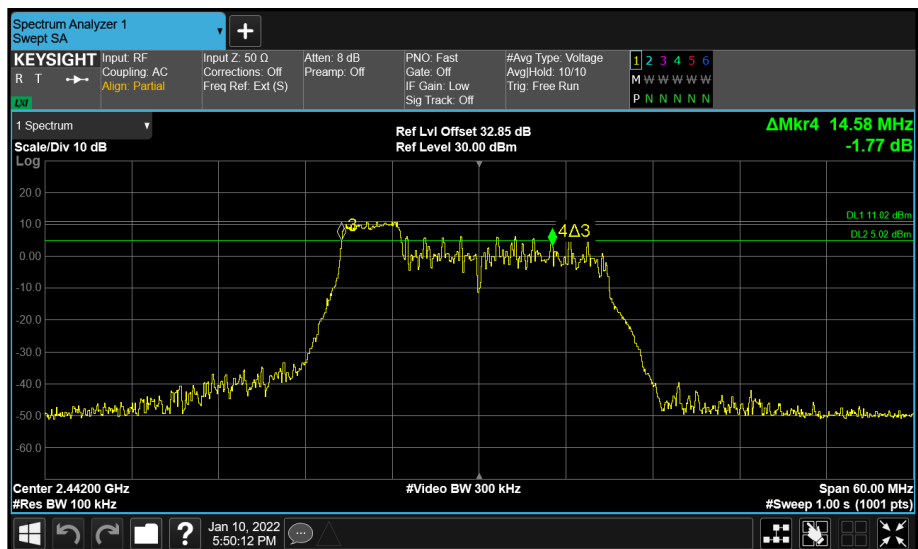 Spectrum Analyzer 1
Swept SA
+
KEYSIGHT
R T
LXI
Input: RF
Coupling: AC
Align: Partial
Input Z: 50 Ω
Corrections: Off
Freq Ref: Ext (S)
Atten: 8 dB
Preamp: Off
PNO: Fast
Gate: Off
IF Gain: Low
Sig Track: Off
#Avg Type: Voltage
Avg|Hold: 10/10
Trig: Free Run
1 2 3 4 5 6
M W W W W W
P N N N N N
1 Spectrum
Scale/Div 10 dB
Ref Lvl Offset 32.85 dB
Ref Level 30.00 dBm
ΔMkr4 14.58 MHz
-1.77 dB
Log
20.0
10.0
0.00
-10.0
-20.0
-30.0
-40.0
-50.0
-60.0
3
4Δ3
DL1 11.02 dBm
DL2 5.02 dBm
Center 2.44200 GHz
#Res BW 100 kHz
#Video BW 300 kHz
Span 60.00 MHz
#Sweep 1.00 s (1001 pts)
?
Jan 10, 2022
5:50:12 PM